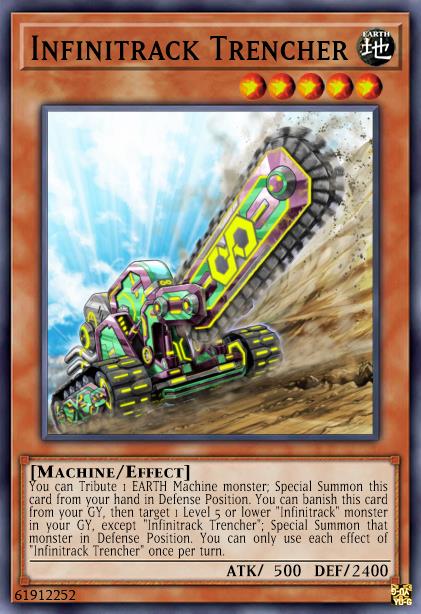 Infinitrack Trencher
EARTH
地
[Machine/Effect]
You can Tribute 1 EARTH Machine monster; Special Summon this
card from your hand in Defense Position. You can banish this card
from your GY, then target 1 Level 5 or lower "Infinitrack" monster
in your GY, except "Infinitrack Trencher"; Special Summon that
monster in Defense Position. You can only use each effect of
"Infinitrack Trencher" once per turn.
ATK/ 500 DEF/2400
61912252